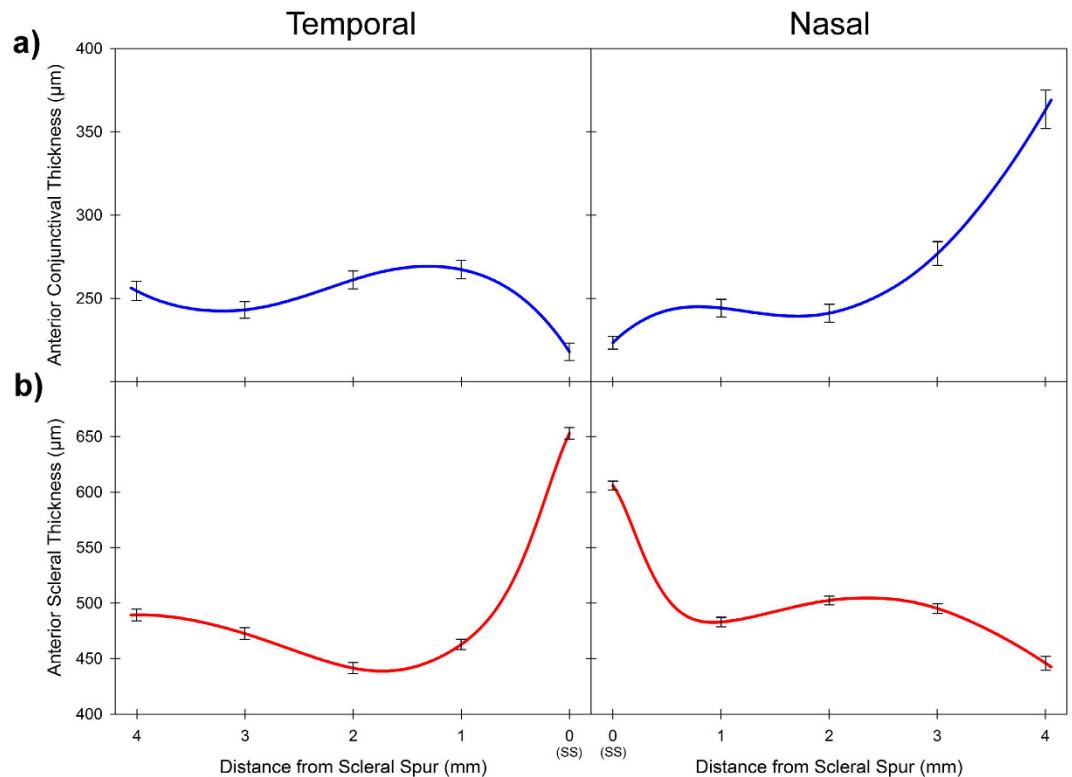 Temporal Nasal
a)
Anterior Conjunctival Thickness (µm)
400
350
300
250
b)
Anterior Scleral Thickness (µm)
650
600
550
500
450
400
4 3 2 1 0 0 1 2 3 4
(SS) (SS)
Distance from Scleral Spur (mm) Distance from Scleral Spur (mm)